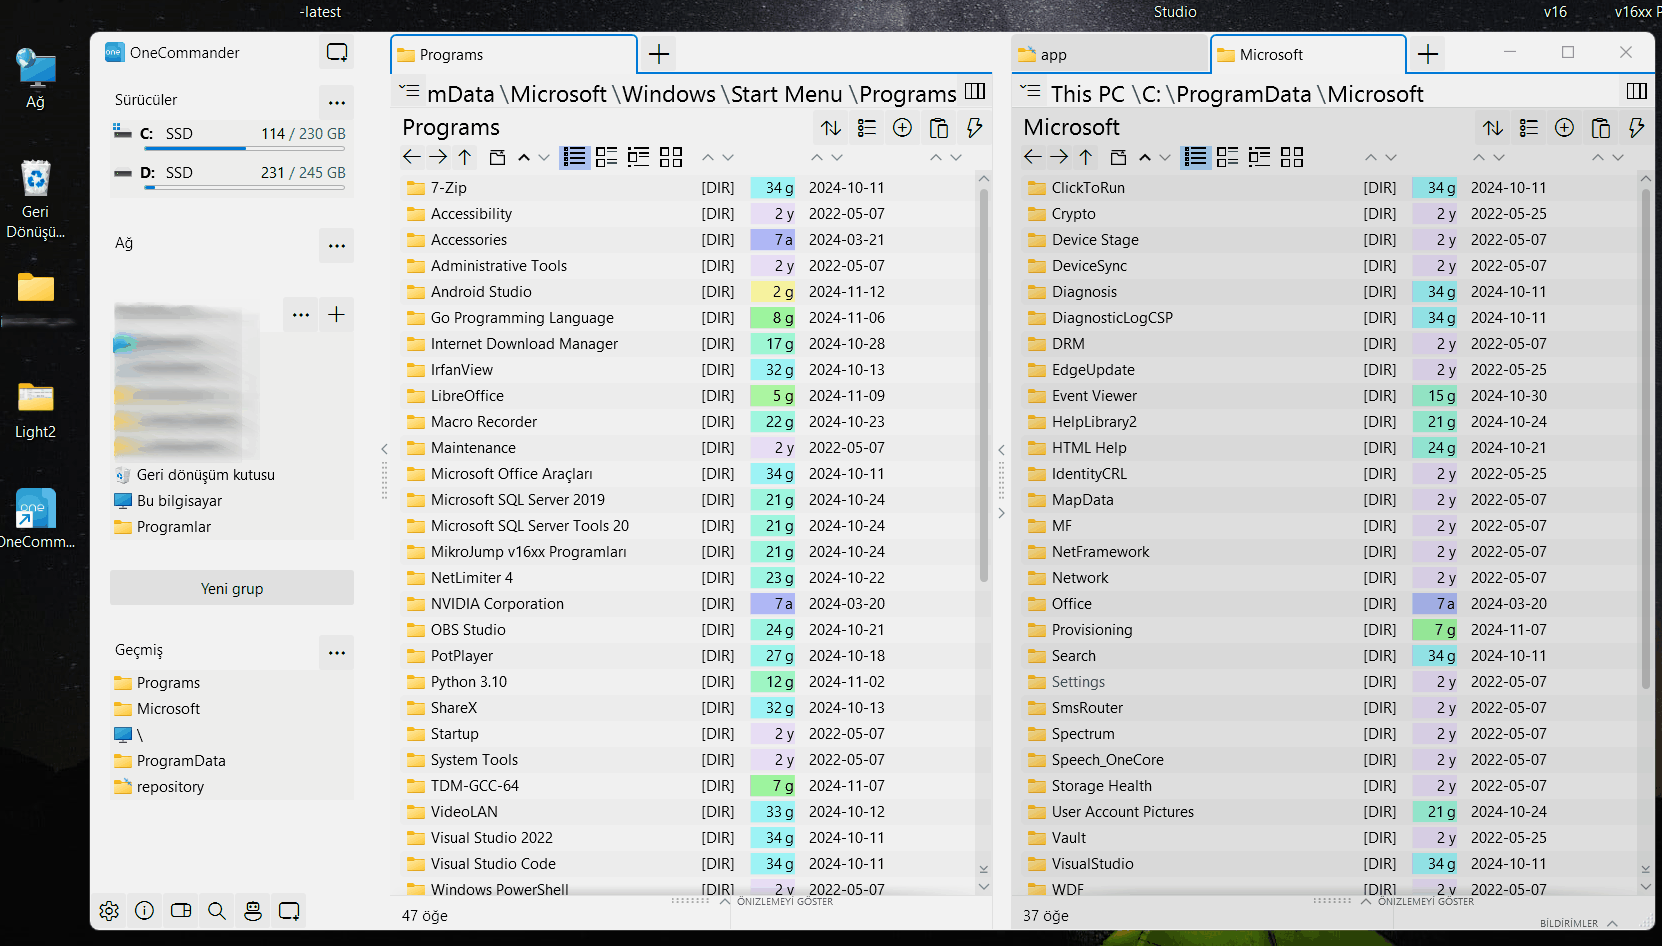 -latest
Studio
v16
v16xx P
Ağ
Geri
Dönüşü...
Light2
one
OneComm...
one
OneCommander
Sürücüler
C: SSD 114 / 230 GB
D: SSD 231 / 245 GB
Ağ
Geri dönüşüm kutusu
Bu bilgisayar
Programlar
Yeni grup
Geçmiş
Programs
Microsoft
\
ProgramData
repository
Programs
mData \Microsoft \Windows \Start Menu \Programs
Programs
7-Zip [DIR] 34 g 2024-10-11
Accessibility [DIR] 2 y 2022-05-07
Accessories [DIR] 7 a 2024-03-21
Administrative Tools [DIR] 2 y 2022-05-07
Android Studio [DIR] 2 g 2024-11-12
Go Programming Language [DIR] 8 g 2024-11-06
Internet Download Manager [DIR] 17 g 2024-10-28
IrfanView [DIR] 32 g 2024-10-13
LibreOffice [DIR] 5 g 2024-11-09
Macro Recorder [DIR] 22 g 2024-10-23
Maintenance [DIR] 2 y 2022-05-07
Microsoft Office Araçları [DIR] 34 g 2024-10-11
Microsoft SQL Server 2019 [DIR] 21 g 2024-10-24
Microsoft SQL Server Tools 20 [DIR] 21 g 2024-10-24
MikroJump v16xx Programları [DIR] 21 g 2024-10-24
NetLimiter 4 [DIR] 23 g 2024-10-22
NVIDIA Corporation [DIR] 7 a 2024-03-20
OBS Studio [DIR] 24 g 2024-10-21
PotPlayer [DIR] 27 g 2024-10-18
Python 3.10 [DIR] 12 g 2024-11-02
ShareX [DIR] 32 g 2024-10-13
Startup [DIR] 2 y 2022-05-07
System Tools [DIR] 2 y 2022-05-07
TDM-GCC-64 [DIR] 7 g 2024-11-07
VideoLAN [DIR] 33 g 2024-10-12
Visual Studio 2022 [DIR] 34 g 2024-10-11
Visual Studio Code [DIR] 34 g 2024-10-11
Windows PowerShell [DIR] 2 y 2022-05-07
ÖNİZLEMEYİ GÖSTER
47 öğe
app
Microsoft
This PC \C: \ProgramData \Microsoft
Microsoft
ClickToRun [DIR] 34 g 2024-10-11
Crypto [DIR] 2 y 2022-05-25
Device Stage [DIR] 2 y 2022-05-07
DeviceSync [DIR] 2 y 2022-05-07
Diagnosis [DIR] 34 g 2024-10-11
DiagnosticLogCSP [DIR] 34 g 2024-10-11
DRM [DIR] 2 y 2022-05-07
EdgeUpdate [DIR] 2 y 2022-05-25
Event Viewer [DIR] 15 g 2024-10-30
HelpLibrary2 [DIR] 21 g 2024-10-24
HTML Help [DIR] 24 g 2024-10-21
IdentityCRL [DIR] 2 y 2022-05-25
MapData [DIR] 2 y 2022-05-07
MF [DIR] 2 y 2022-05-07
NetFramework [DIR] 2 y 2022-05-07
Network [DIR] 2 y 2022-05-07
Office [DIR] 7 a 2024-03-20
Provisioning [DIR] 7 g 2024-11-07
Search [DIR] 34 g 2024-10-11
Settings [DIR] 2 y 2022-05-07
SmsRouter [DIR] 2 y 2022-05-07
Spectrum [DIR] 2 y 2022-05-07
Speech_OneCore [DIR] 2 y 2022-05-07
Storage Health [DIR] 2 y 2022-05-07
User Account Pictures [DIR] 21 g 2024-10-24
Vault [DIR] 2 y 2022-05-25
VisualStudio [DIR] 34 g 2024-10-11
WDF [DIR] 2 y 2022-05-07
ÖNİZLEMEYİ GÖSTER
37 öğe
BİLDİRİMLER